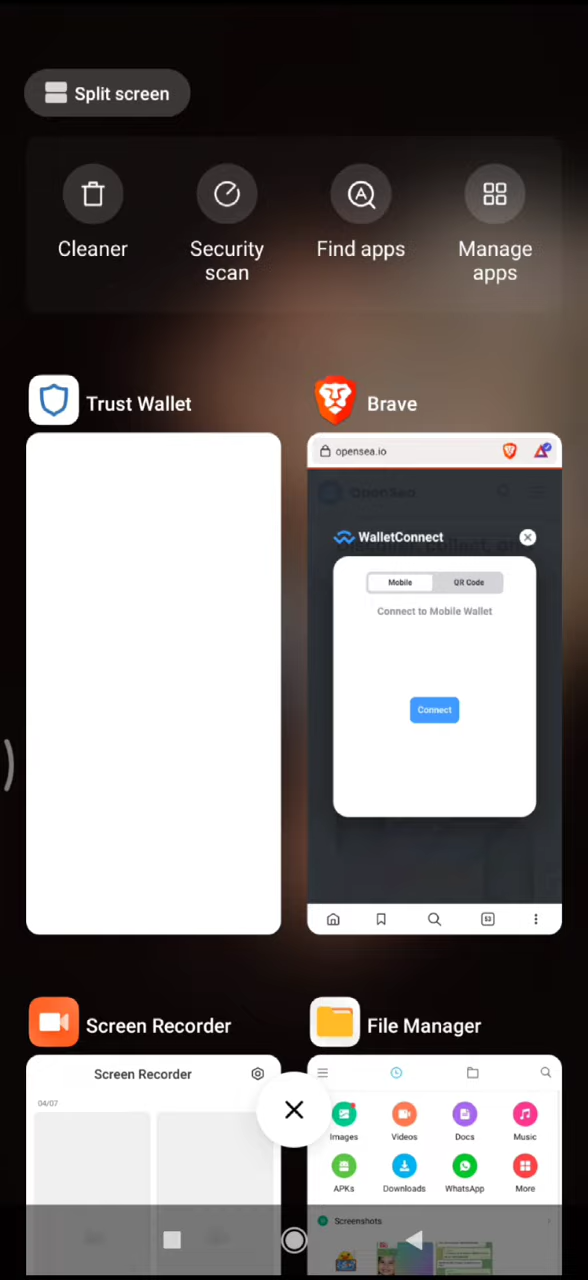 Split screen
Cleaner
Security scan
Find apps
Manage apps
Trust Wallet
Brave
opensea.io
OpenSea
WalletConnect
Mobile
QR Code
Connect to Mobile Wallet
Connect
Screen Recorder
File Manager
Screen Recorder
04/07
Images
Videos
Docs
Music
APKs
Downloads
WhatsApp
More
Screenshots